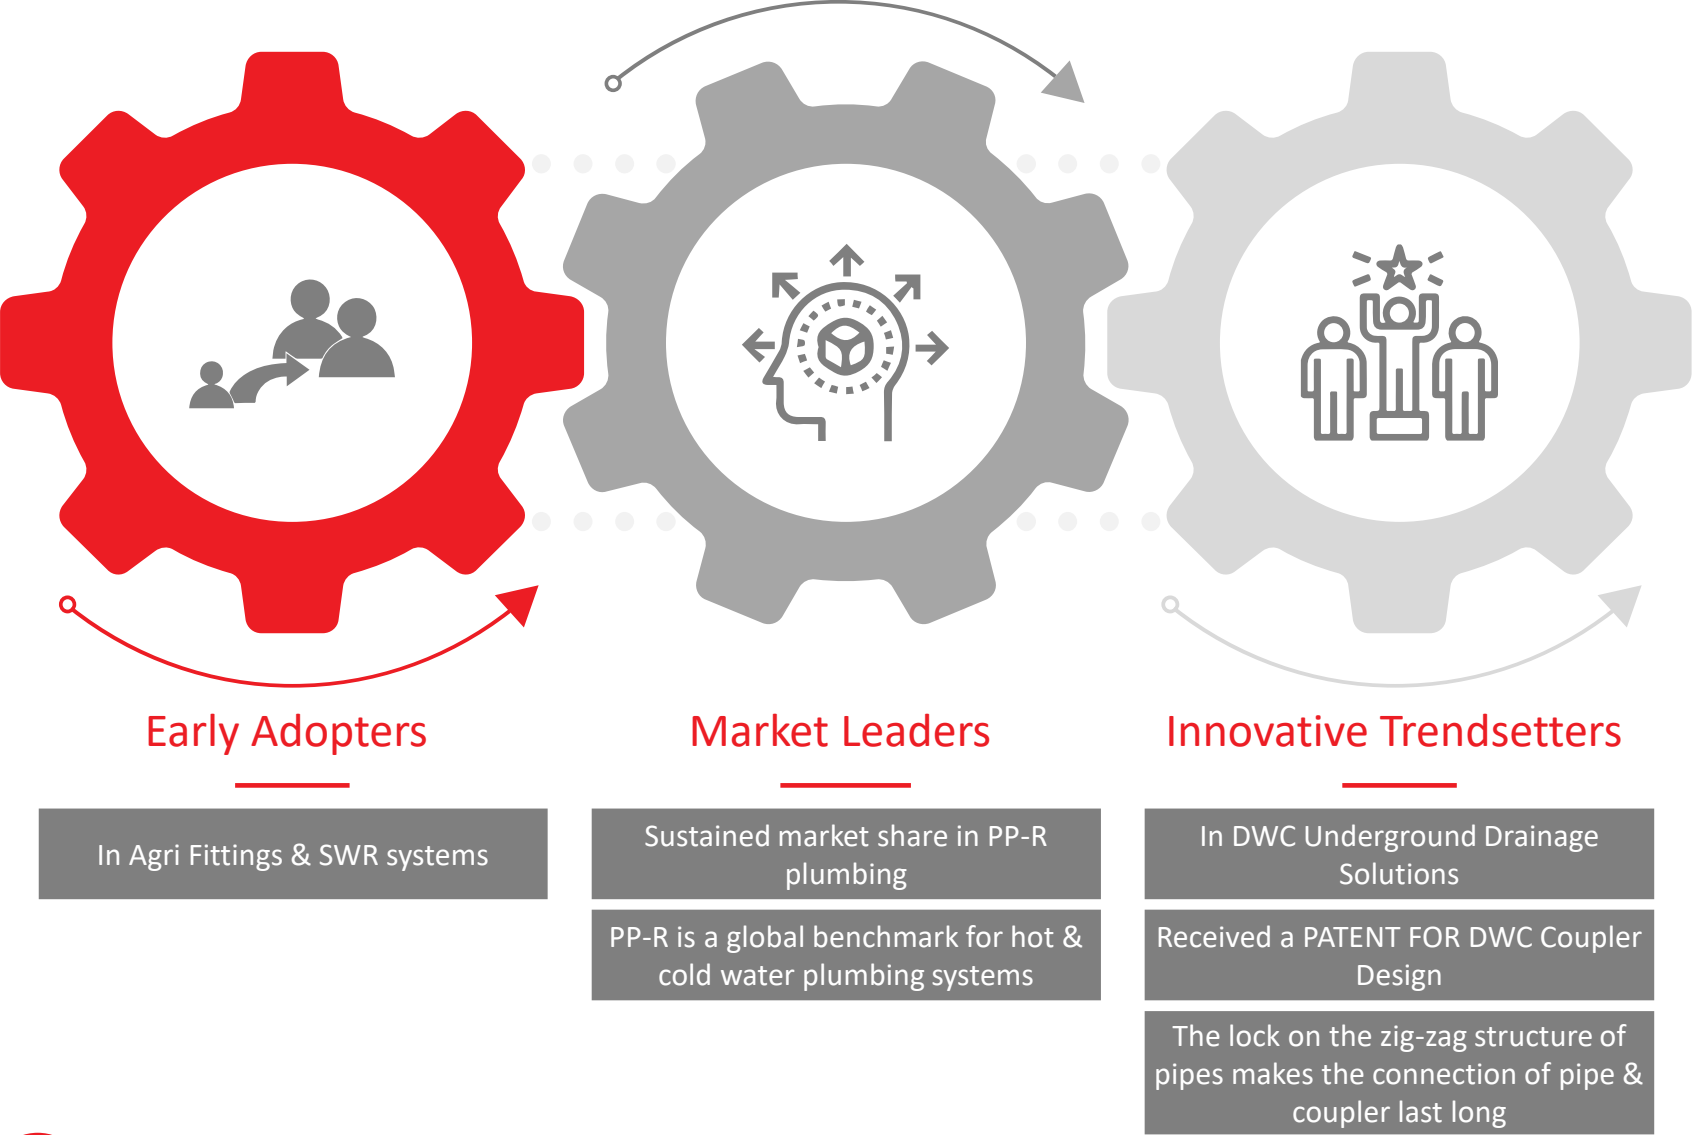 Early Adopters
In Agri Fittings & SWR systems
Market Leaders
Sustained market share in PP-R
plumbing
PP-R is a global benchmark for hot &
cold water plumbing systems
Innovative Trendsetters
In DWC Underground Drainage
Solutions
Received a PATENT FOR DWC Coupler
Design
The lock on the zig-zag structure of
pipes makes the connection of pipe &
coupler last long